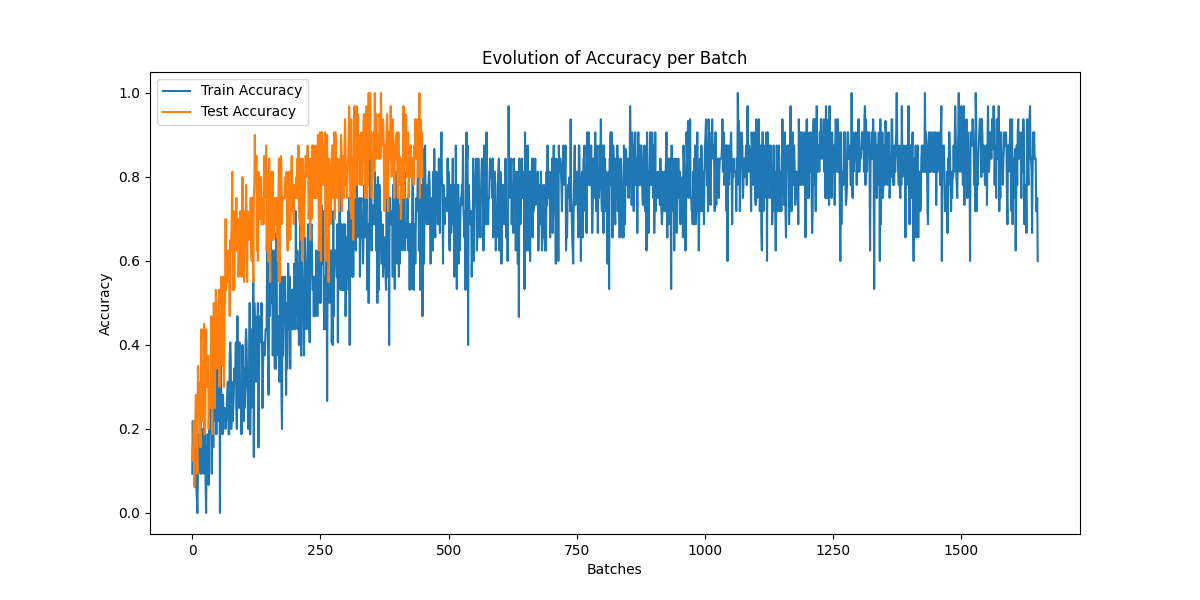 Evolution of Accuracy per Batch
Train Accuracy
Test Accuracy
Accuracy
1.0
0.8
0.6
0.4
0.2
0.0
0
250
500
750
1000
1250
1500
Batches